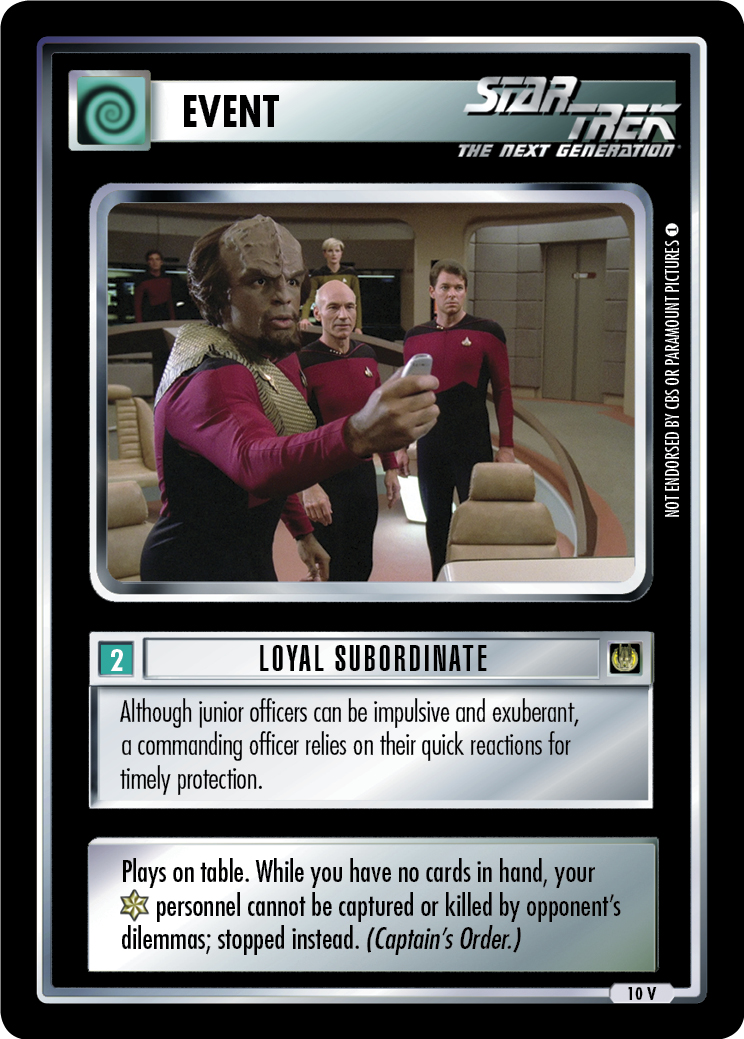 EVENT
STAR TREK
THE NEXT GENERATION
NOT ENDORSED BY CBS OR PARAMOUNT PICTURES 1
2
LOYAL SUBORDINATE
Although junior officers can be impulsive and exuberant,
a commanding officer relies on their quick reactions for
timely protection.
Plays on table. While you have no cards in hand, your
personnel cannot be captured or killed by opponent's
dilemmas; stopped instead. (Captain's Order.)
10 V